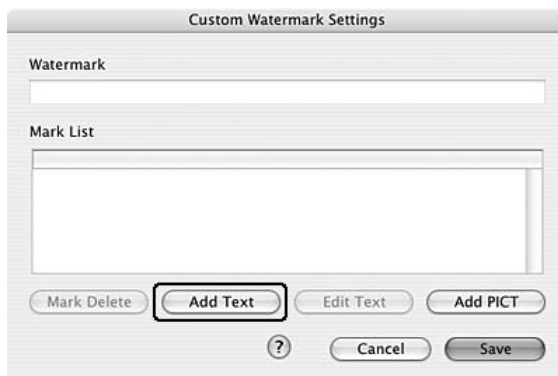 Custom Watermark Settings
Watermark
Mark List
Mark Delete Add Text Edit Text Add PICT
? Cancel Save